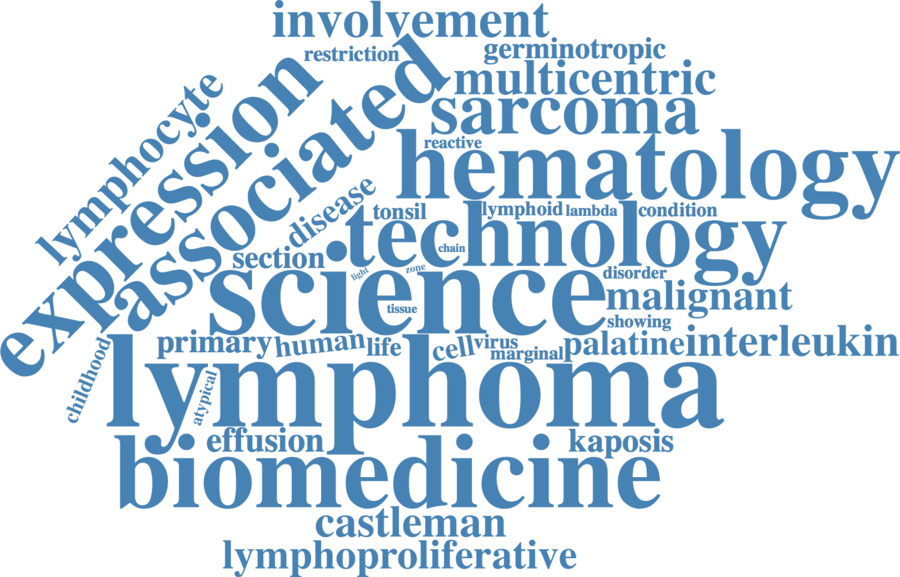 involvement
restriction
germinotropic
multicentric
sarcoma
lymphocyte
expression
associated
reactive
hematology
disease
tonsil
lymphoid
lambda
condition
technology
chain
section
light
zone
science
disorder
malignant
tissue
showing
primary
human
life
cell
virus
marginal
palatine
interleukin
childhood
atypical
lymphoma
effusion
kaposis
biomedicine
castleman
lymphoproliferative